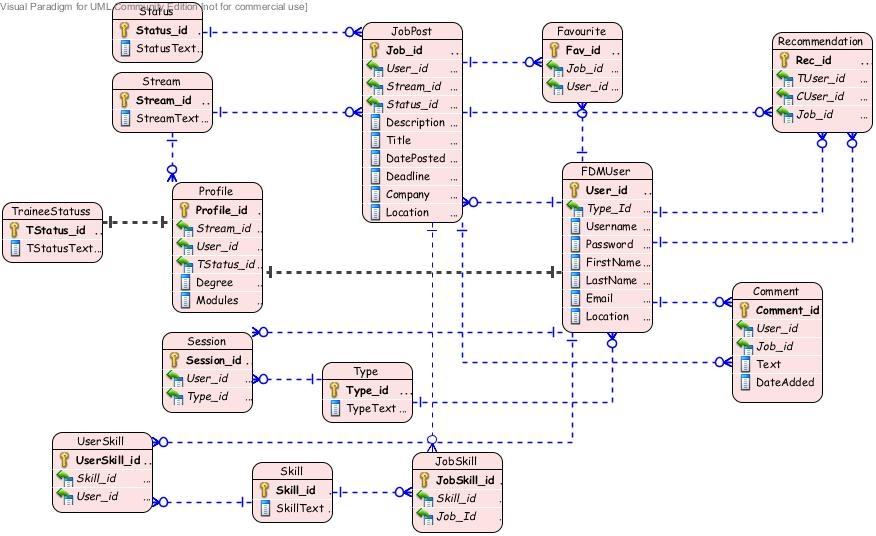 Visual Paradigm for UML Community Edition [not for commercial use]
Status
Status_id ..
StatusText..
Stream
Stream_id ..
StreamText...
JobPost
Job_id ..
User_id ...
Stream_id ...
Status_id ...
Description ...
Title ...
DatePosted ...
Deadline ...
Company ...
Location ...
Favourite
Fav_id ..
Job_id ...
User_id ...
Recommendation
Rec_id ...
TUser_id ...
CUser_id ...
Job_id ...
Profile
Profile_id .
Stream_id ...
User_id ...
TStatus_id ..
Degree ...
Modules ...
TraineeStatuss
TStatus_id ..
TStatusText...
FDMUser
User_id ..
Type_Id ...
Username ...
Password ...
FirstName ...
LastName ...
Email ...
Location ...
Comment
Comment_id
User_id
Job_id
Text
DateAdded
Session
Session_id .
User_id ...
Type_id ...
Type
Type_id ...
TypeText ...
UserSkill
UserSkill_id ..
Skill_id ...
User_id ...
Skill
Skill_id ..
SkillText .
JobSkill
JobSkill_id .
Skill_id ...
Job_Id ...